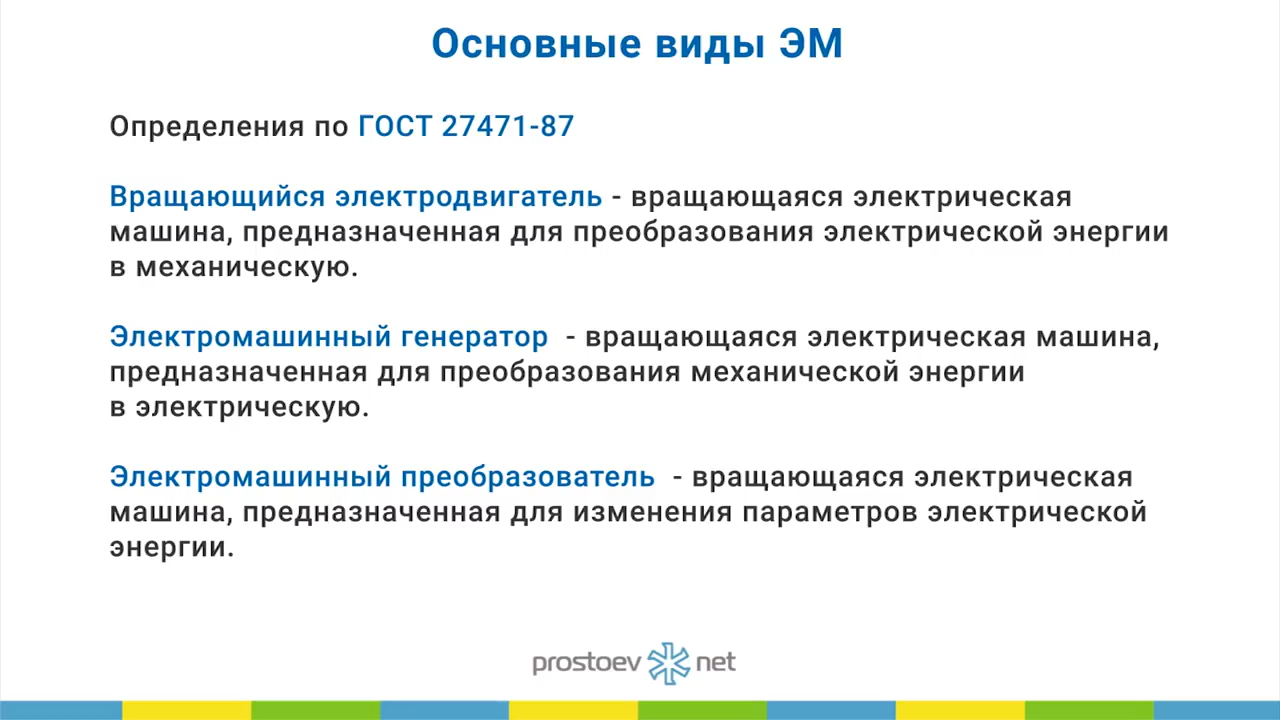 Основные виды ЭМ
Определения по ГОСТ 27471-87
Вращающийся электродвигатель - вращающаяся электрическая
машина, предназначенная для преобразования электрической энергии
в механическую.
Электромашинный генератор - вращающаяся электрическая машина,
предназначенная для преобразования механической энергии
в электрическую.
Электромашинный преобразователь - вращающаяся электрическая
машина, предназначенная для изменения параметров электрической
энергии.
prostoev net